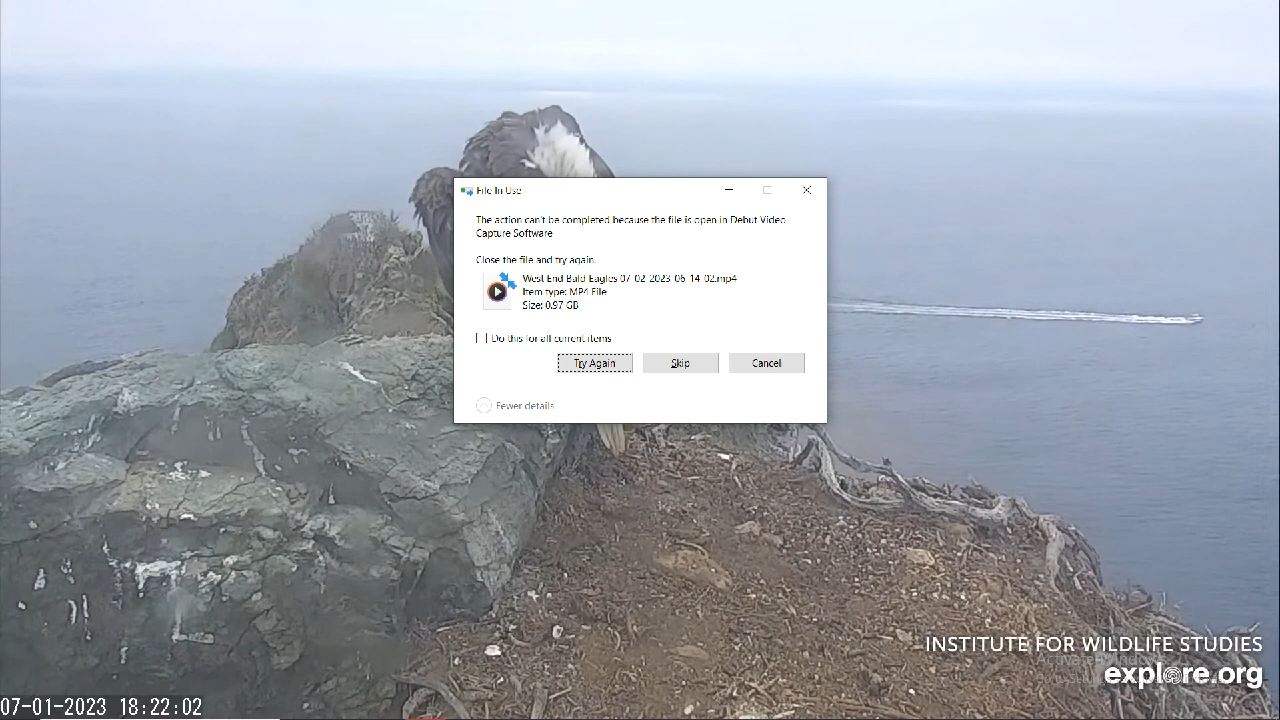 File In Use
The action can't be completed because the file is open in Debut Video
Capture Software
Close the file and try again.
West End Bald Eagles 07-02-2023-06-14-02.mp4
Item type: MP4 File
Size: 0.97 GB
Do this for all current items
Try Again
Skip
Cancel
Fewer details
INSTITUTE FOR WILDLIFE STUDIES
explore.org
07-01-2023 18:22:02